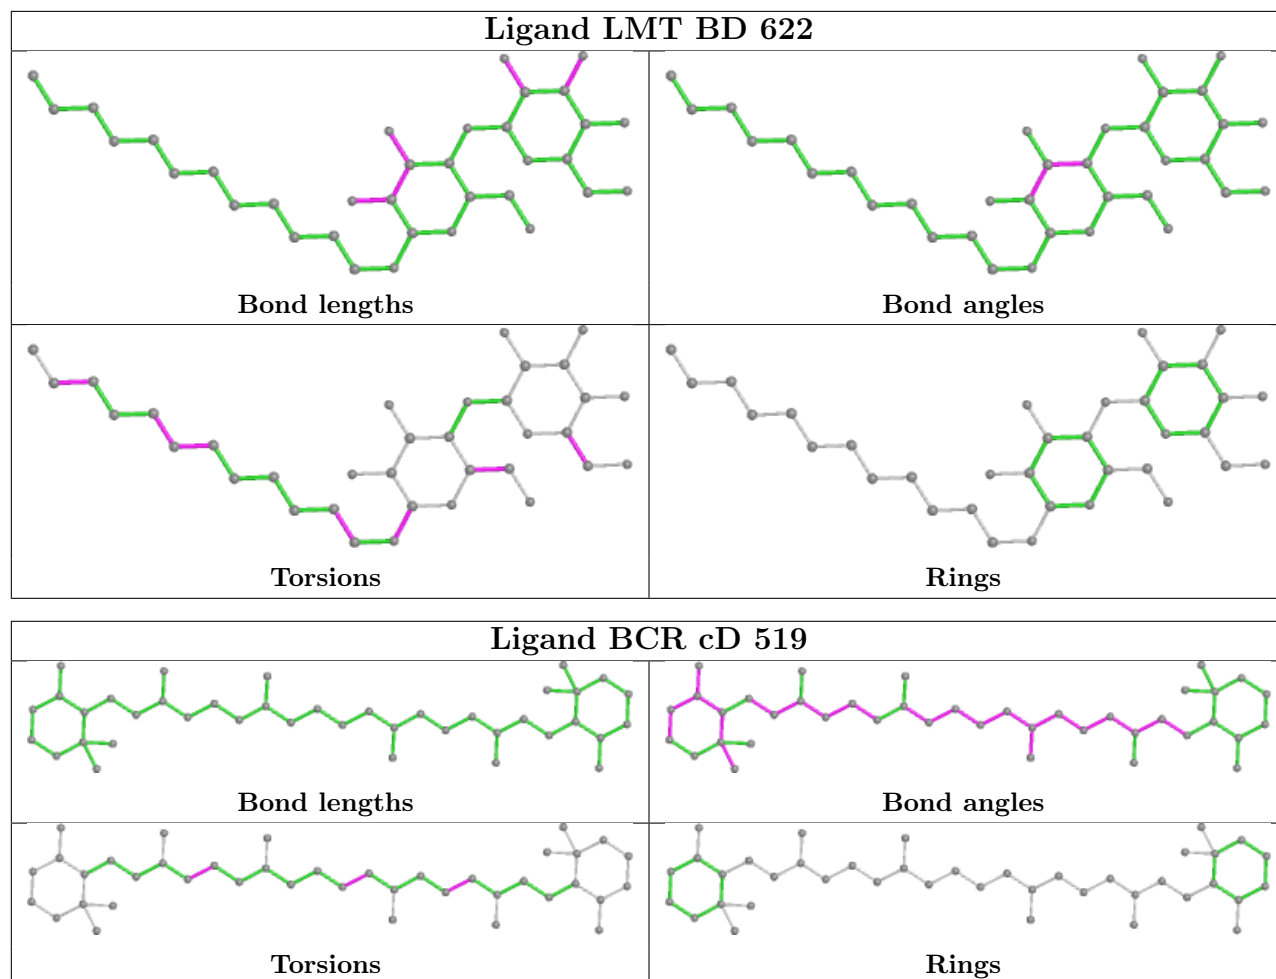 Ligand LMT BD 622
Bond lengths
Bond angles
Torsions
Rings
Ligand BCR cD 519
Bond lengths
Bond angles
Torsions
Rings